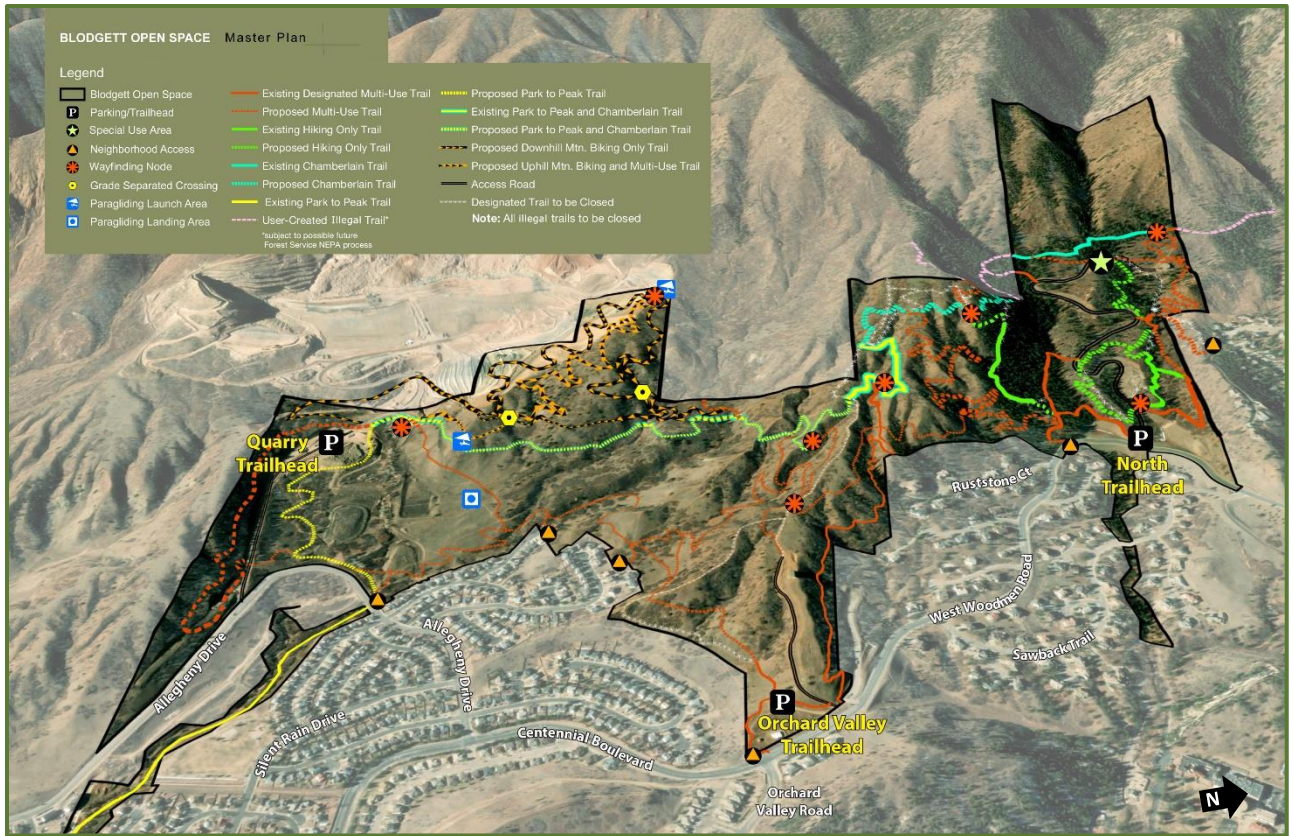 BLODGETT OPEN SPACE Master Plan
Legend
Blodgett Open Space
P Parking/Trailhead
Special Use Area
Neighborhood Access
Wayfinding Node
Grade Separated Crossing
Paragliding Launch Area
Paragliding Landing Area
Existing Designated Multi-Use Trail
Proposed Multi-Use Trail
Existing Hiking Only Trail
Proposed Hiking Only Trail
Existing Chamberlain Trail
Proposed Chamberlain Trail
Existing Park to Peak Trail
User-Created Illegal Trail*
*subject to possible future
Forest Service NEPA process
Proposed Park to Peak Trail
Existing Park to Peak and Chamberlain Trail
Proposed Park to Peak and Chamberlain Trail
Proposed Downhill Mtn. Biking Only Trail
Proposed Uphill Mtn. Biking and Multi-Use Trail
Access Road
Designated Trail to be Closed
Note: All illegal trails to be closed
P
Quarry
Trailhead
P
North
Trailhead
Ruststone Ct
West Woodmen Road
Sawback Trail
Allegheny Drive
Allegheny Drive
Silent Rain Drive
Centennial Boulevard
P
Orchard Valley
Trailhead
Orchard
Valley Road
N